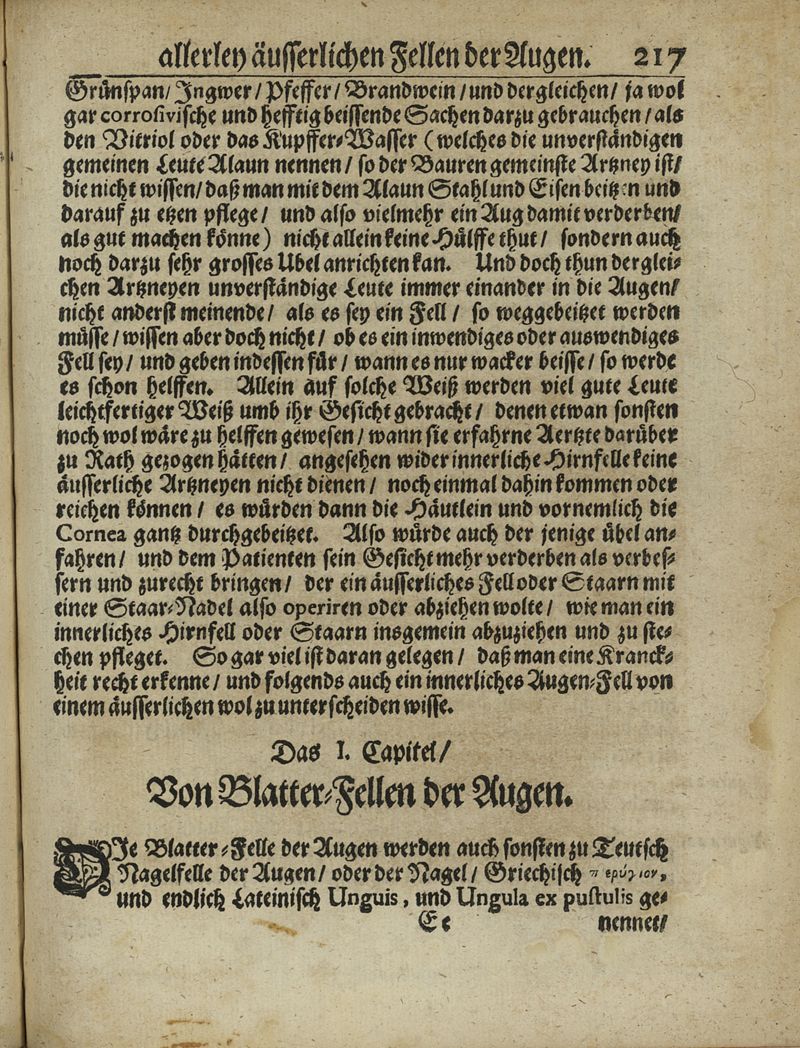 allerley äusserlichen Fellen der Augen. 217
Grünspan/ Ingwer/ Pfeffer/ Brandwein/ und dergleichen/ ja wol
gar corrosivische und hefftig beissende Sachen darzu gebrauchen/ als
den Vitriol oder das Kupffer-Wasser (welches die unverständigen
gemeinen Leute Alaun nennen/ so der Bauren gemeinste Artzney ist/
die nicht wissen/ daß man mit dem Alaun Stahl und Eisen beitzen und
darauf zu etzen pflege/ und also vielmehr ein Aug damit verderben/
als gut machen könne) nicht allein keine Hülffe thut/ sondern auch
noch darzu sehr grosses Ubel anrichten kan. Und doch thun derglei-
chen Artzneyen unverständige Leute immer einander in die Augen/
nicht anderst meinende/ als es sey ein Fell/ so weggebeitzet werden
müsse/ wissen aber doch nicht/ ob es ein inwendiges oder auswendiges
Fell sey/ und geben indessen für/ wann es nur wacker beisse/ so werde
es schon helffen. Allein auf solche Weiß werden viel gute Leute
leichtfertiger Weiß umb ihr Gesicht gebracht/ denen etwan sonsten
noch wol wäre zu helffen gewesen/ wann sie erfahrne Aertzte darüber
zu Rath gezogen hätten/ angesehen wider innerliche Hirnfelle keine
äusserliche Artzneyen nicht dienen/ noch einmal dahin kommen oder
reichen können/ es würden dann die Häutlein und vornemlich die
Cornea gantz durchgebeitzet. Also würde auch der jenige übel an-
fahren/ und dem Patienten sein Gesicht mehr verderben als verbes-
sern und zurecht bringen/ der ein äusserliches Fell oder Staarn mit
einer Staar-Nadel also operiren oder abziehen wolte/ wie man ein
innerliches Hirnfell oder Staarn insgemein abzuziehen und zu ste-
chen pfleget. So gar viel ist daran gelegen/ daß man eine Kranck-
heit recht erkenne/ und folgends auch ein innerliches Augen-Fell von
einem äusserlichen wol zu unterscheiden wisse.
Das I. Capitel/
Von Blatter-Fellen der Augen.
DIe Blatter-Felle der Augen werden auch sonsten zu Teutsch
Nagelfelle der Augen/ oder der Nagel/ Griechisch
und endlich Lateinisch Unguis, und Ungula ex pustulis ge-
Ee nennet/